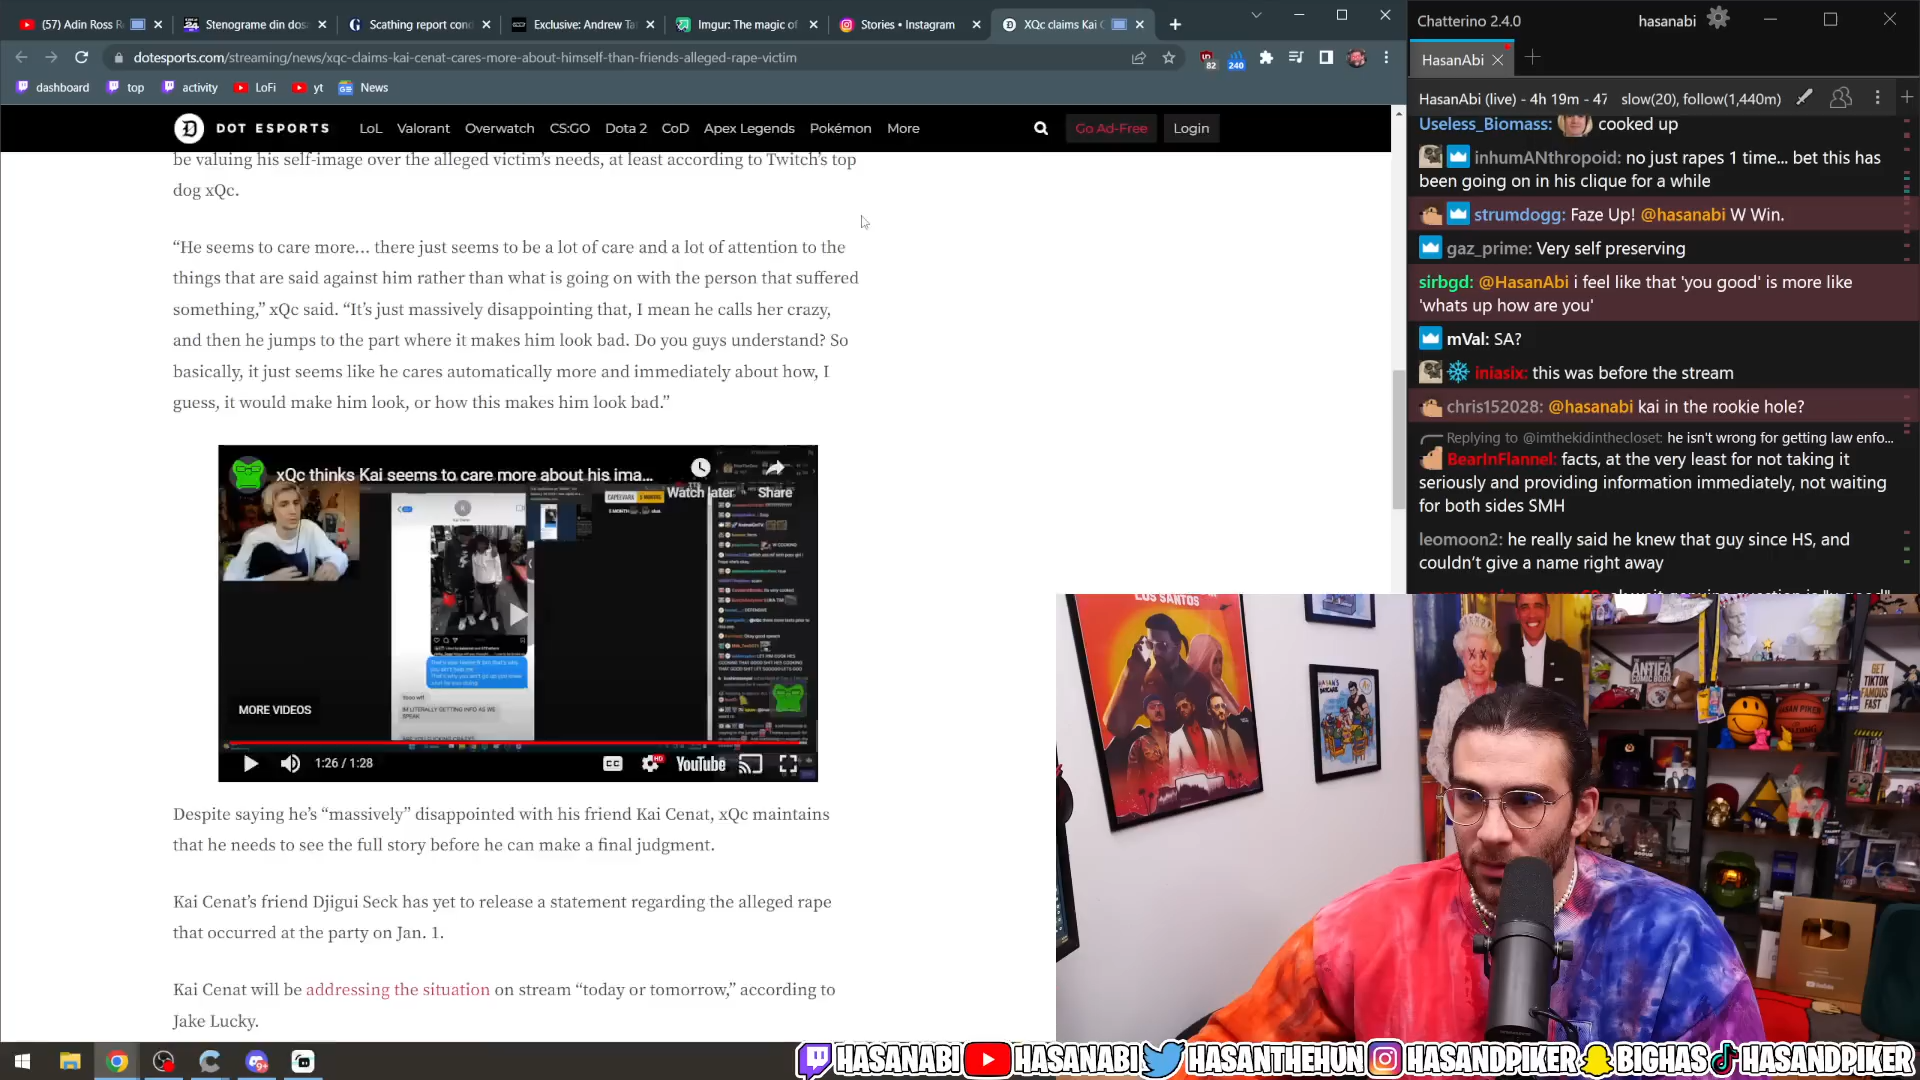 (57) Adin Ross R
Stenograme din dos
Scathing report cond
Exclusive: Andrew Ta
Imgur: The magic of
Stories • Instagram
XQc claims Kai C
dotesports.com/streaming/news/xqc-claims-kai-cenat-cares-more-about-himself-than-friends-alleged-rape-victim
82
240
dashboard
top
activity
LoFi
yt
News
DOT ESPORTS
LoL
Valorant
Overwatch
CS:GO
Dota 2
CoD
Apex Legends
Pokémon
More
Go Ad-Free
Login
be valuing his self-image over the alleged victim's needs, at least according to Twitch's top
dog xQc.
“He seems to care more… there just seems to be a lot of care and a lot of attention to the
things that are said against him rather than what is going on with the person that suffered
something,” xQc said. “It’s just massively disappointing that, I mean he calls her crazy,
and then he jumps to the part where it makes him look bad. Do you guys understand? So
basically, it just seems like he cares automatically more and immediately about how, I
guess, it would make him look, or how this makes him look bad.”
xQc thinks Kai seems to care more about his ima...
Watch later
Share
MORE VIDEOS
1:26 / 1:28
CC
HD
YouTube
Despite saying he’s “massively” disappointed with his friend Kai Cenat, xQc maintains
that he needs to see the full story before he can make a final judgment.
Kai Cenat’s friend Djigui Seck has yet to release a statement regarding the alleged rape
that occurred at the party on Jan. 1.
Kai Cenat will be addressing the situation on stream “today or tomorrow,” according to
Jake Lucky.
Chatterino 2.4.0
hasanabi
HasanAbi
HasanAbi (live) - 4h 19m - 47
slow(20), follow(1,440m)
Useless_Biomass: cooked up
inhumANthropoid: no just rapes 1 time... bet this has
been going on in his clique for a while
strumdogg: Faze Up! @hasanabi W Win.
gaz_prime: Very self preserving
sirbgd: @HasanAbi i feel like that 'you good' is more like
'whats up how are you'
mVal: SA?
iniasix: this was before the stream
chris152028: @hasanabi kai in the rookie hole?
Replying to @imthekidinthecloset: he isn't wrong for getting law enfo...
BearInFlannel: facts, at the very least for not taking it
seriously and providing information immediately, not waiting
for both sides SMH
leomoon2: he really said he knew that guy since HS, and
couldn’t give a name right away
LOS SANTOS
ANTIFA
COMIC BOOK
GET
TIKTOK
FAMOUS
FAST
HASANABI
HASANABI
HASANTHEHUN
HASANDPIKER
BIGHAS
HASANDPIKER